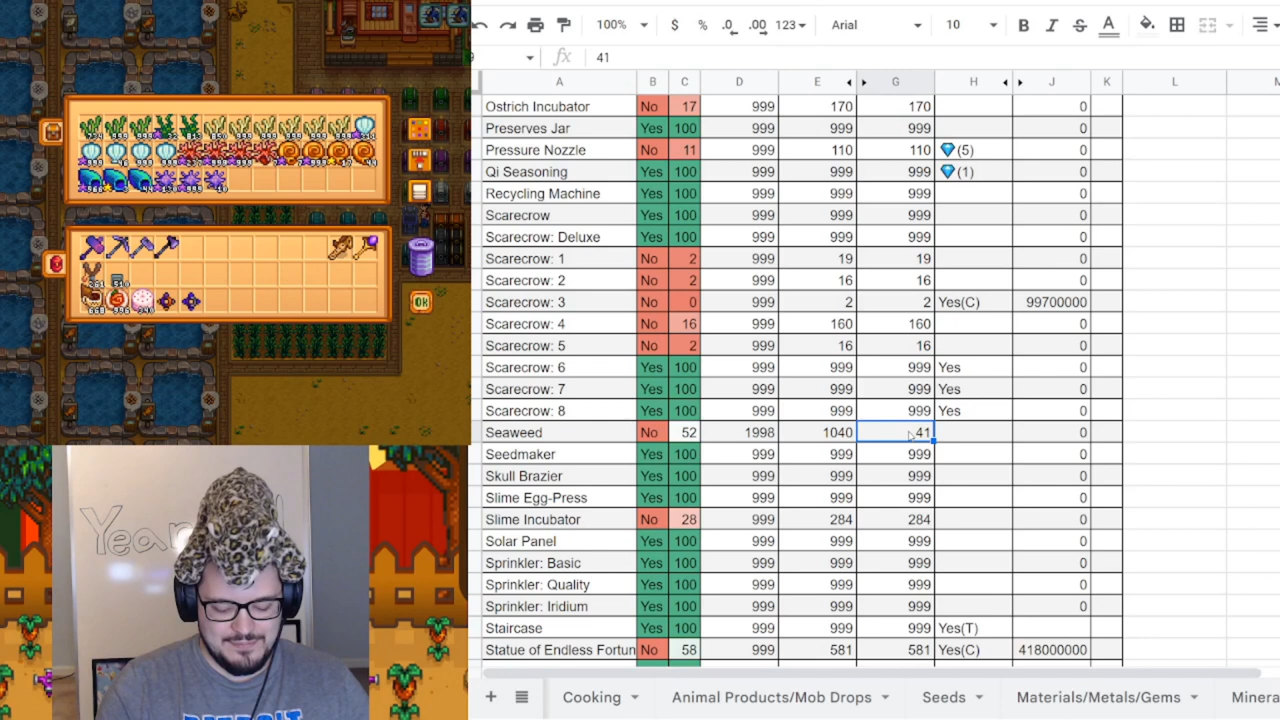 100% $ % .0 .00 123 Arial 10 B I S A
fx 41
A B C D E G H J K L
Ostrich Incubator No 17 999 170 170 0
Preserves Jar Yes 100 999 999 999 0
Pressure Nozzle No 11 999 110 110 (5) 0
Qi Seasoning Yes 100 999 999 999 (1) 0
Recycling Machine Yes 100 999 999 999 0
Scarecrow Yes 100 999 999 999 0
Scarecrow: Deluxe Yes 100 999 999 999 0
Scarecrow: 1 No 2 999 19 19 0
Scarecrow: 2 No 2 999 16 16 0
Scarecrow: 3 No 0 999 2 2 Yes(C) 99700000
Scarecrow: 4 No 16 999 160 160 0
Scarecrow: 5 No 2 999 16 16 0
Scarecrow: 6 Yes 100 999 999 999 Yes 0
Scarecrow: 7 Yes 100 999 999 999 Yes 0
Scarecrow: 8 Yes 100 999 999 999 Yes 0
Seaweed No 52 1998 1040 41 0
Seedmaker Yes 100 999 999 999 0
Skull Brazier Yes 100 999 999 999 0
Slime Egg-Press Yes 100 999 999 999 0
Slime Incubator No 28 999 284 284 0
Solar Panel Yes 100 999 999 999 0
Sprinkler: Basic Yes 100 999 999 999 0
Sprinkler: Quality Yes 100 999 999 999 0
Sprinkler: Iridium Yes 100 999 999 999 0
Staircase Yes 100 999 999 999 Yes(T)
Statue of Endless Fortun No 58 999 581 581 Yes(C) 418000000
Cooking Animal Products/Mob Drops Seeds Materials/Metals/Gems Minera
Ok
Year